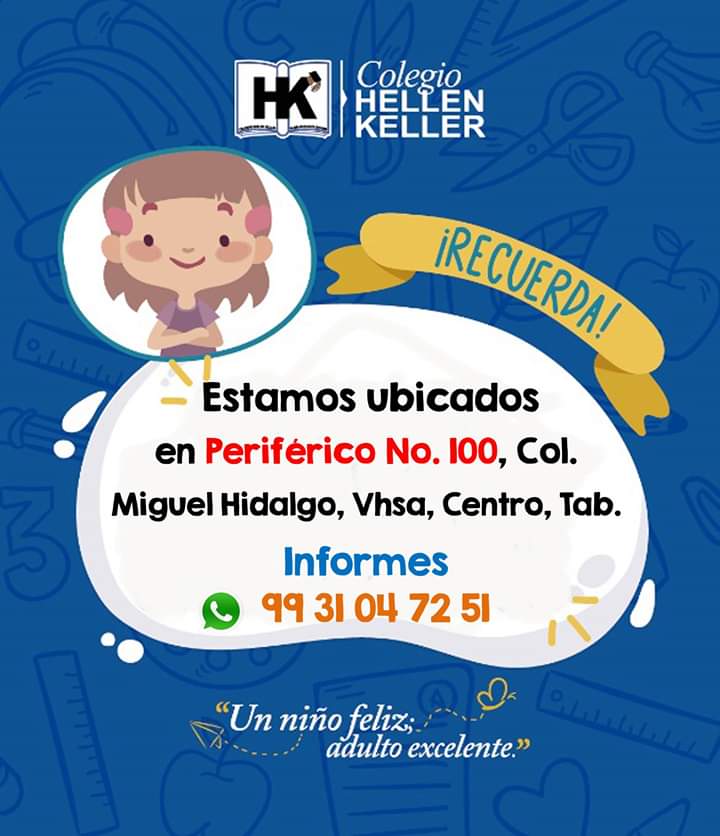 HK
Colegio
HELLEN
KELLER
¡RECUERDA!
Estamos ubicados
en Periférico No. 100, Col.
Miguel Hidalgo, Vhsa, Centro, Tab.
Informes
99 31 04 72 51
“Un niño feliz;
adulto excelente.”